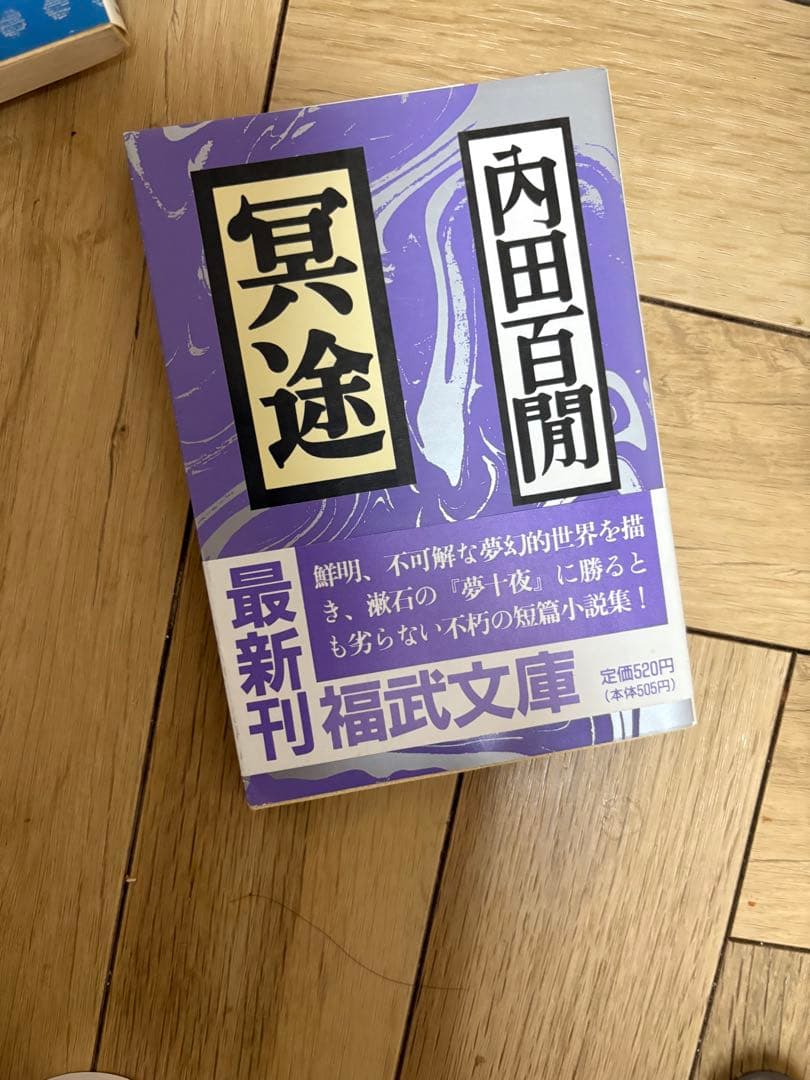 内田百閒
冥途
鮮明、不可解な夢幻的世界を描
き、漱石の『夢十夜』に勝ると
も劣らない不朽の短篇小説集！
最新刊
福武文庫
定価520円
（本体505円）